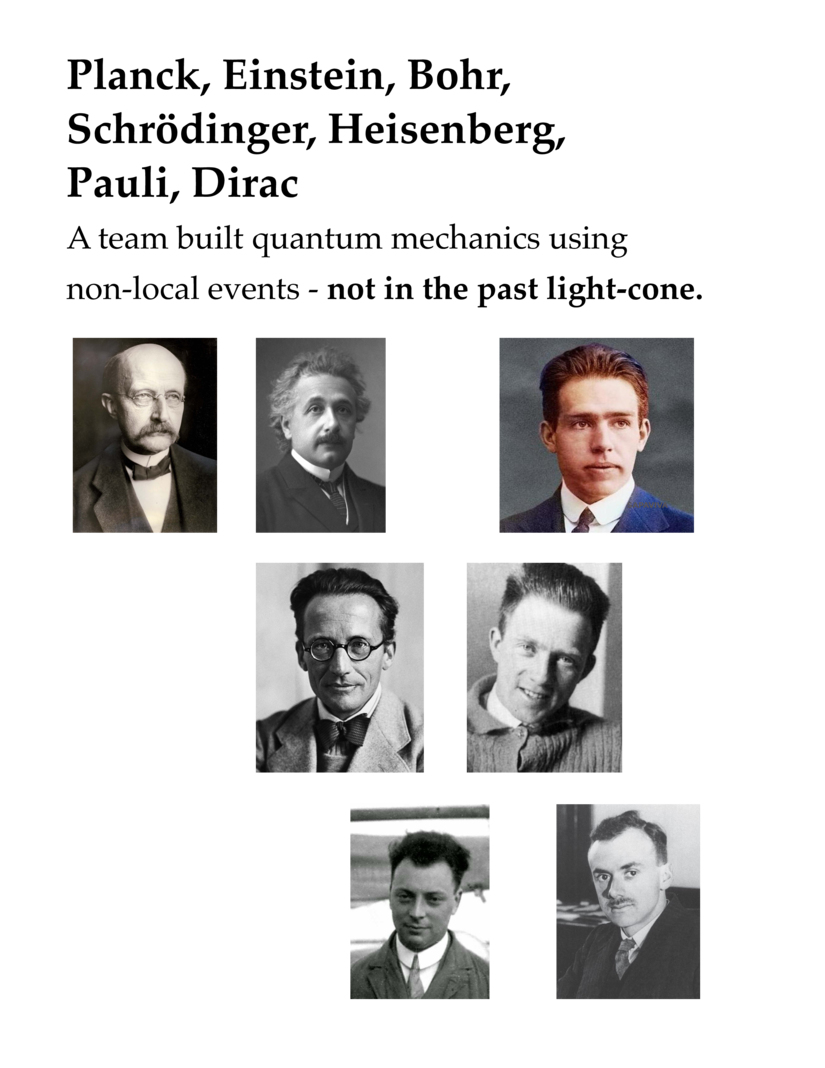 Planck, Einstein, Bohr,
Schrödinger, Heisenberg,
Pauli, Dirac
A team built quantum mechanics using
non-local events - not in the past light-cone.